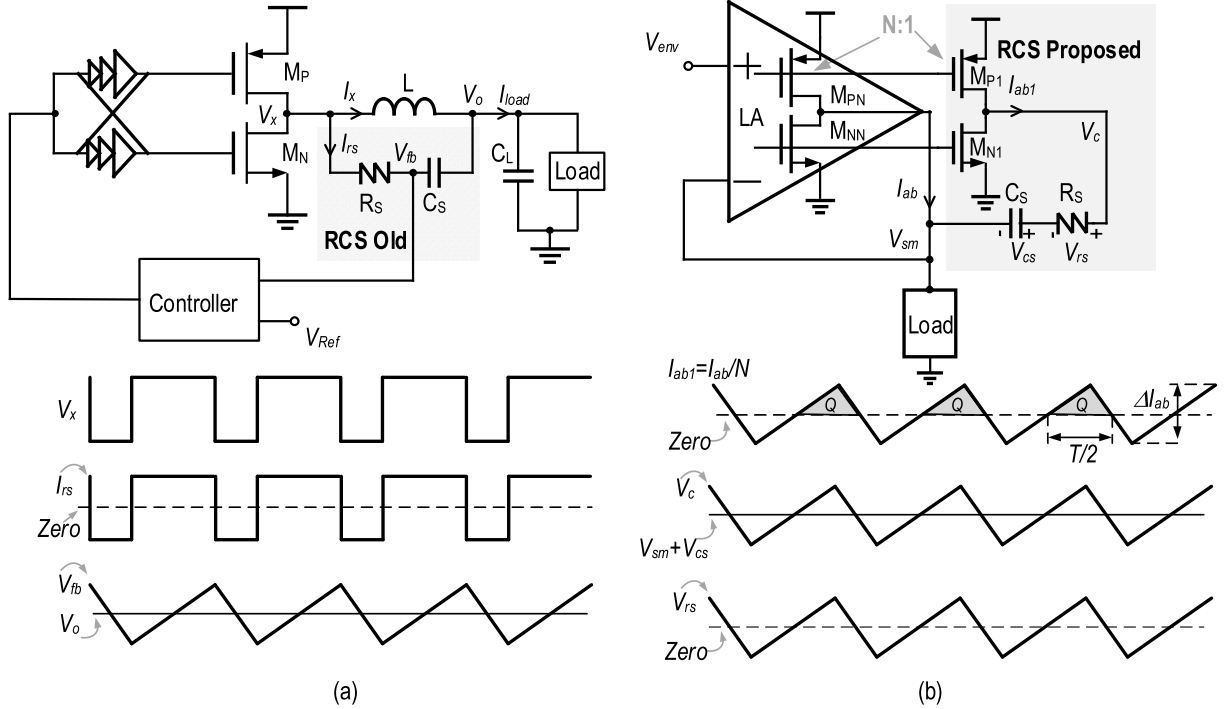 M_P
I_x
L
V_o
I_load
V_x
M_N
I_rs
V_fb
C_L
Load
R_S
C_S
RCS Old
Controller
V_Ref
V_x
I_rs
Zero
V_fb
V_o
(a)
V_env
N:1
RCS Proposed
M_P1
I_ab1
M_PN
LA
V_c
M_NN
M_N1
I_ab
C_S
R_S
V_sm
V_cs
V_rs
Load
I_ab1=I_ab/N
Q
Q
Q
ΔI_ab
Zero
T/2
V_c
V_sm+V_cs
V_rs
Zero
(b)